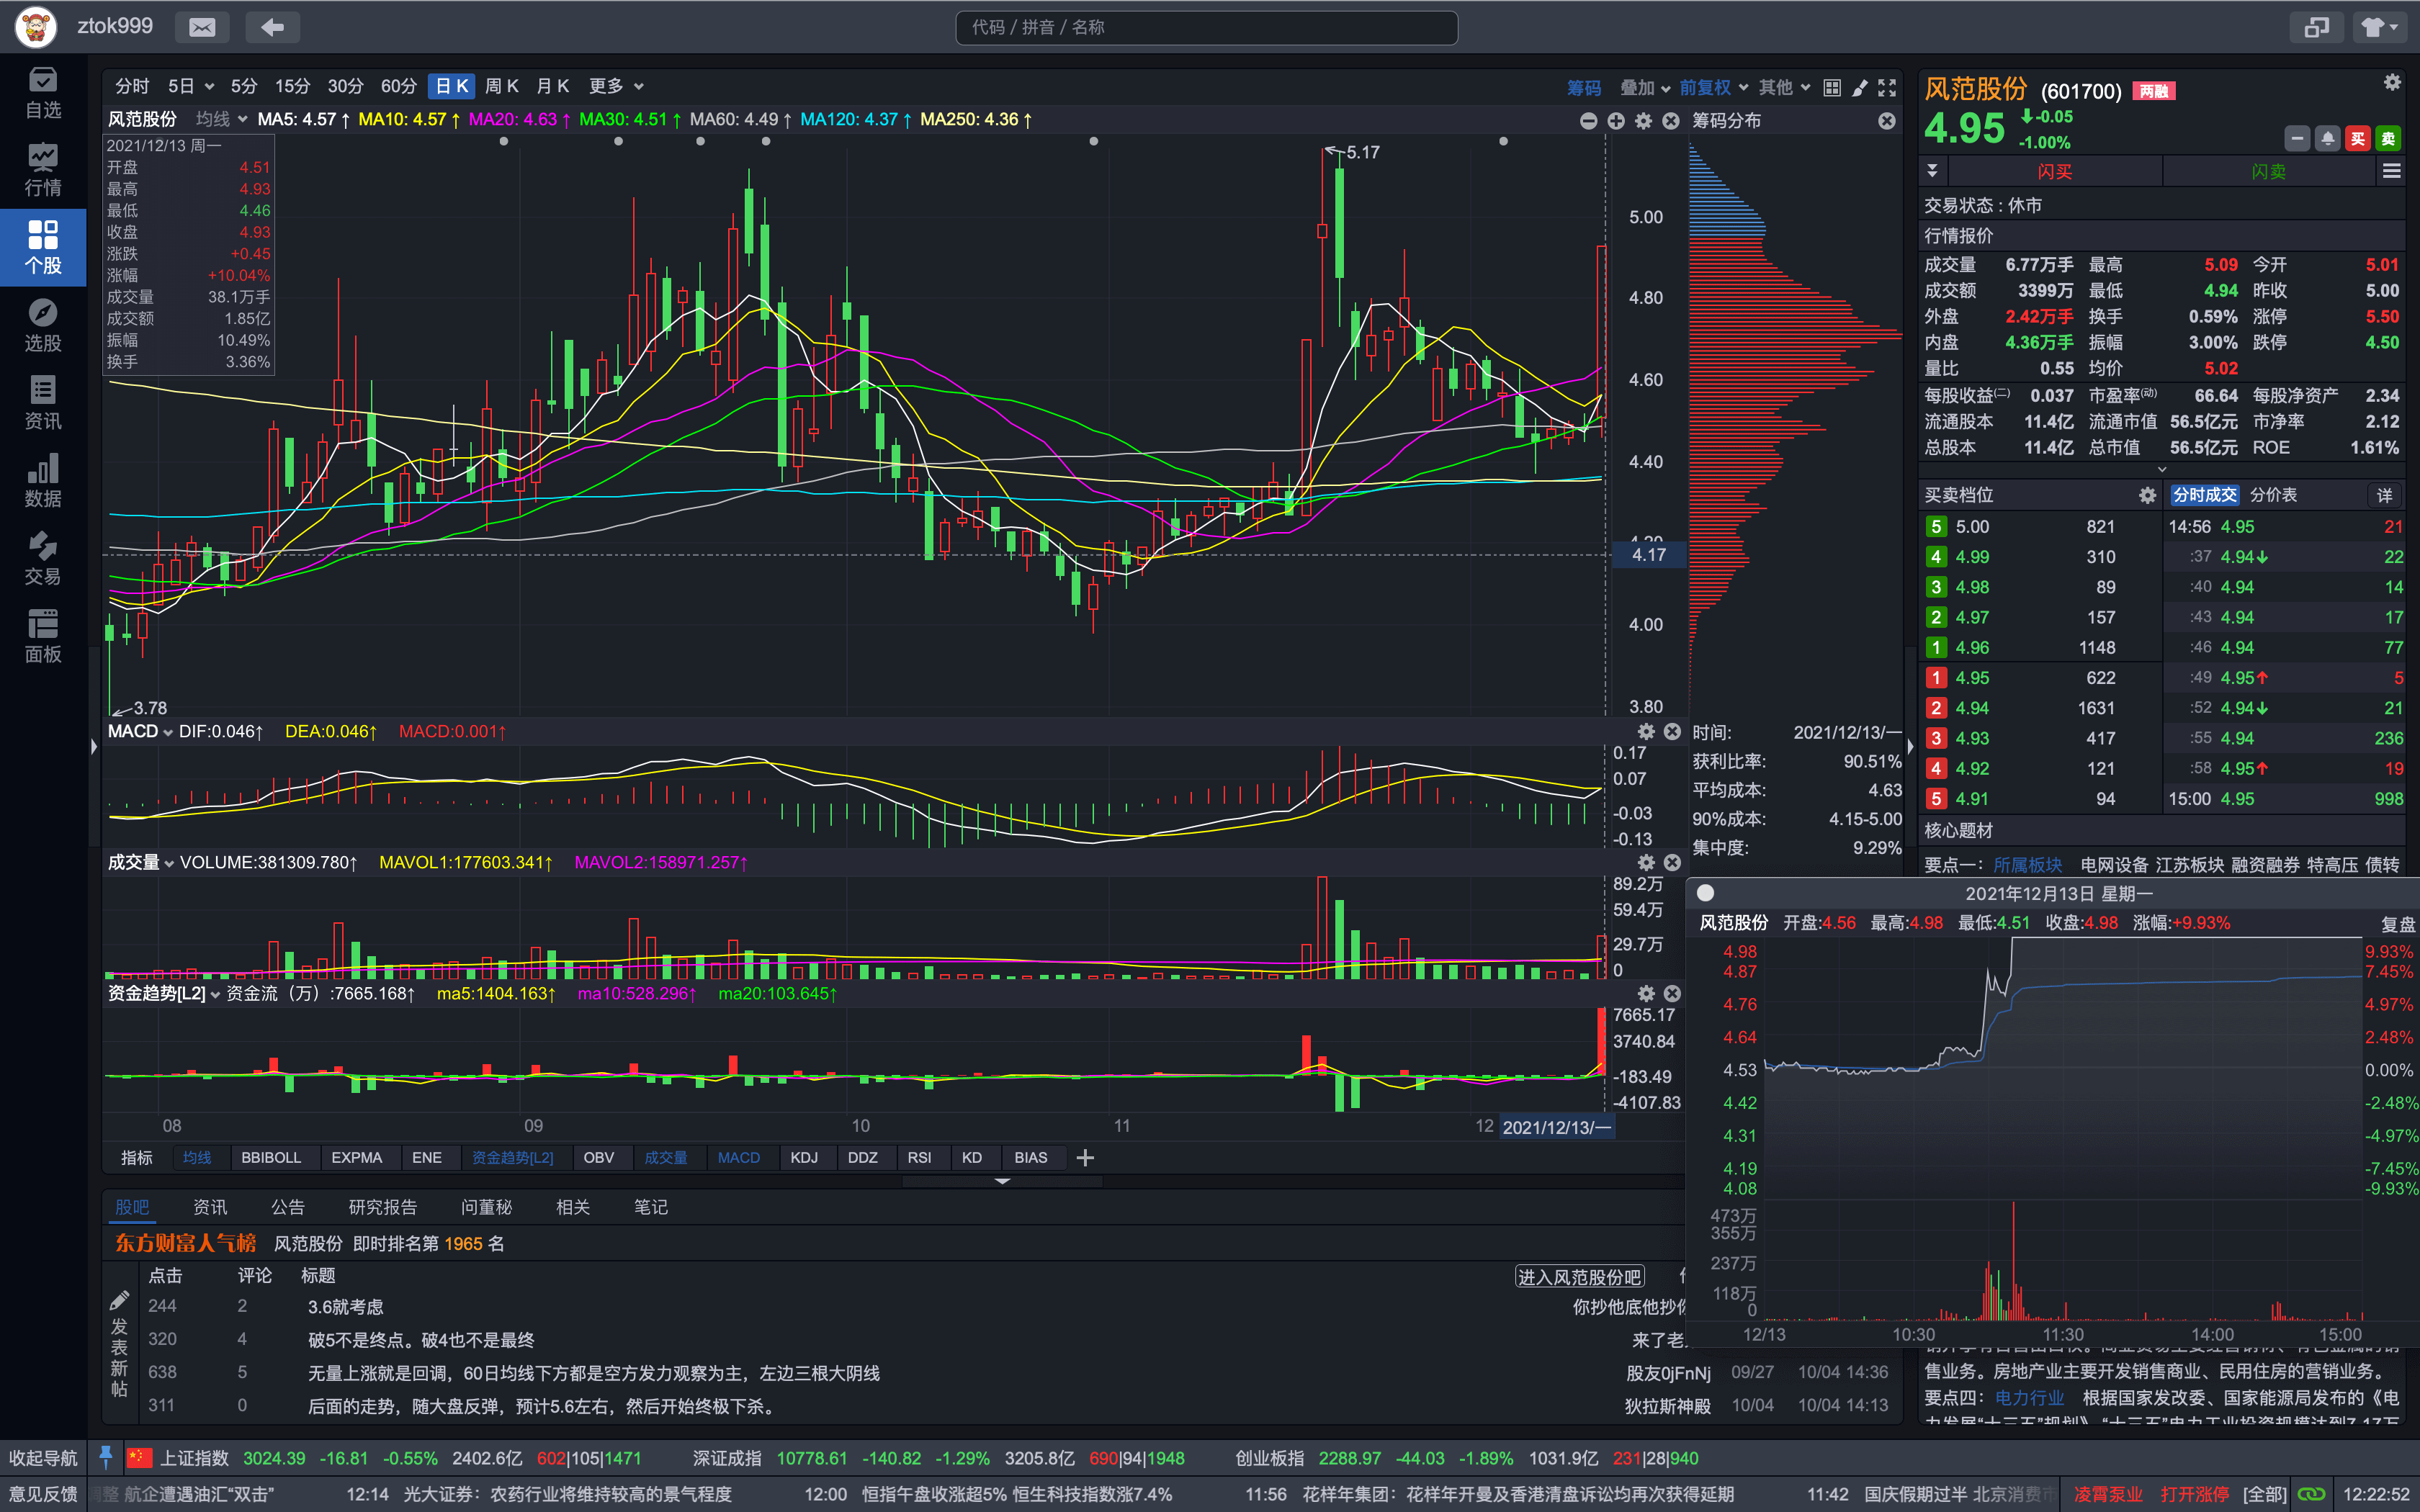 ztok999
代码 / 拼音 / 名称
自选
行情
个股
选股
资讯
数据
交易
面板
分时 5日 5分 15分 30分 60分 日K 周K 月K 更多
筹码 叠加 前复权 其他
风范股份 均线 MA5: 4.57↑ MA10: 4.57↑ MA20: 4.63↑ MA30: 4.51↑ MA60: 4.49↑ MA120: 4.37↑ MA250: 4.36↑
筹码分布
2021/12/13 周一
开盘 4.51
最高 4.93
最低 4.46
收盘 4.93
涨跌 +0.45
涨幅 +10.04%
成交量 38.1万手
成交额 1.85亿
振幅 10.49%
换手 3.36%
5.17
5.00
4.80
4.60
4.40
4.17
4.00
3.80
3.78
MACD DIF:0.046↑ DEA:0.046↑ MACD:0.001↑
0.17
0.07
-0.03
-0.13
成交量 VOLUME:381309.780↑ MAVOL1:177603.341↑ MAVOL2:158971.257↑
89.2万
59.4万
29.7万
0
资金趋势[L2] 资金流（万）:7665.168↑ ma5:1404.163↑ ma10:528.296↑ ma20:103.645↑
7665.17
3740.84
-183.49
-4107.83
08 09 10 11 12 2021/12/13/一
时间: 2021/12/13/一
获利比率: 90.51%
平均成本: 4.63
90%成本: 4.15-5.00
集中度: 9.29%
指标 均线 BBIBOLL EXPMA ENE 资金趋势[L2] OBV 成交量 MACD KDJ DDZ RSI KD BIAS
股吧 资讯 公告 研究报告 问董秘 相关 笔记
东方财富人气榜 风范股份 即时排名第 1965 名
点击 评论 标题
进入风范股份吧
发表新帖
244 2 3.6就考虑 你抄他底他抄
320 4 破5不是终点。破4也不是最终 来了老
638 5 无量上涨就是回调，60日均线下方都是空方发力观察为主，左边三根大阴线 股友0jFnNj 09/27 10/04 14:36
311 0 后面的走势，随大盘反弹，预计5.6左右，然后开始终极下杀。 狄拉斯神殿 10/04 10/04 14:13
风范股份 (601700) 两融
4.95 -0.05
-1.00%
买 卖
闪买 闪卖
交易状态 : 休市
行情报价
成交量 6.77万手 最高 5.09 今开 5.01
成交额 3399万 最低 4.94 昨收 5.00
外盘 2.42万手 换手 0.59% 涨停 5.50
内盘 4.36万手 振幅 3.00% 跌停 4.50
量比 0.55 均价 5.02
每股收益(二) 0.037 市盈率(动) 66.64 每股净资产 2.34
流通股本 11.4亿 流通市值 56.5亿元 市净率 2.12
总股本 11.4亿 总市值 56.5亿元 ROE 1.61%
买卖档位
5 5.00 821
4 4.99 310
3 4.98 89
2 4.97 157
1 4.96 1148
1 4.95 622
2 4.94 1631
3 4.93 417
4 4.92 121
5 4.91 94
分时成交 分价表 详
14:56 4.95 21
:37 4.94↓ 22
:40 4.94 14
:43 4.94 17
:46 4.94 77
:49 4.95↑ 5
:52 4.94↓ 21
:55 4.94 236
:58 4.95↑ 19
15:00 4.95 998
核心题材
要点一： 所属板块 电网设备 江苏板块 融资融券 特高压 债转
2021年12月13日 星期一
风范股份 开盘:4.56 最高:4.98 最低:4.51 收盘:4.98 涨幅:+9.93% 复盘
4.98 9.93%
4.87 7.45%
4.76 4.97%
4.64 2.48%
4.53 0.00%
4.42 -2.48%
4.31 -4.97%
4.19 -7.45%
4.08 -9.93%
473万
355万
237万
118万
0
12/13 10:30 11:30 14:00 15:00
售业务。房地产业主要开发销售商业、民用住房的营销业务。
要点四： 电力行业 根据国家发改委、国家能源局发布的《电
收起导航 上证指数 3024.39 -16.81 -0.55% 2402.6亿 602|105|1471 深证成指 10778.61 -140.82 -1.29% 3205.8亿 690|94|1948 创业板指 2288.97 -44.03 -1.89% 1031.9亿 231|28|940
意见反馈 调整 航企遭遇油汇“双击” 12:14 光大证券：农药行业将维持较高的景气程度 12:00 恒指午盘收涨超5% 恒生科技指数涨7.4% 11:56 花样年集团：花样年开曼及香港清盘诉讼均再次获得延期 11:42 国庆假期过半 北京消费市 凌霄泵业 打开涨停 [全部] 12:22:52